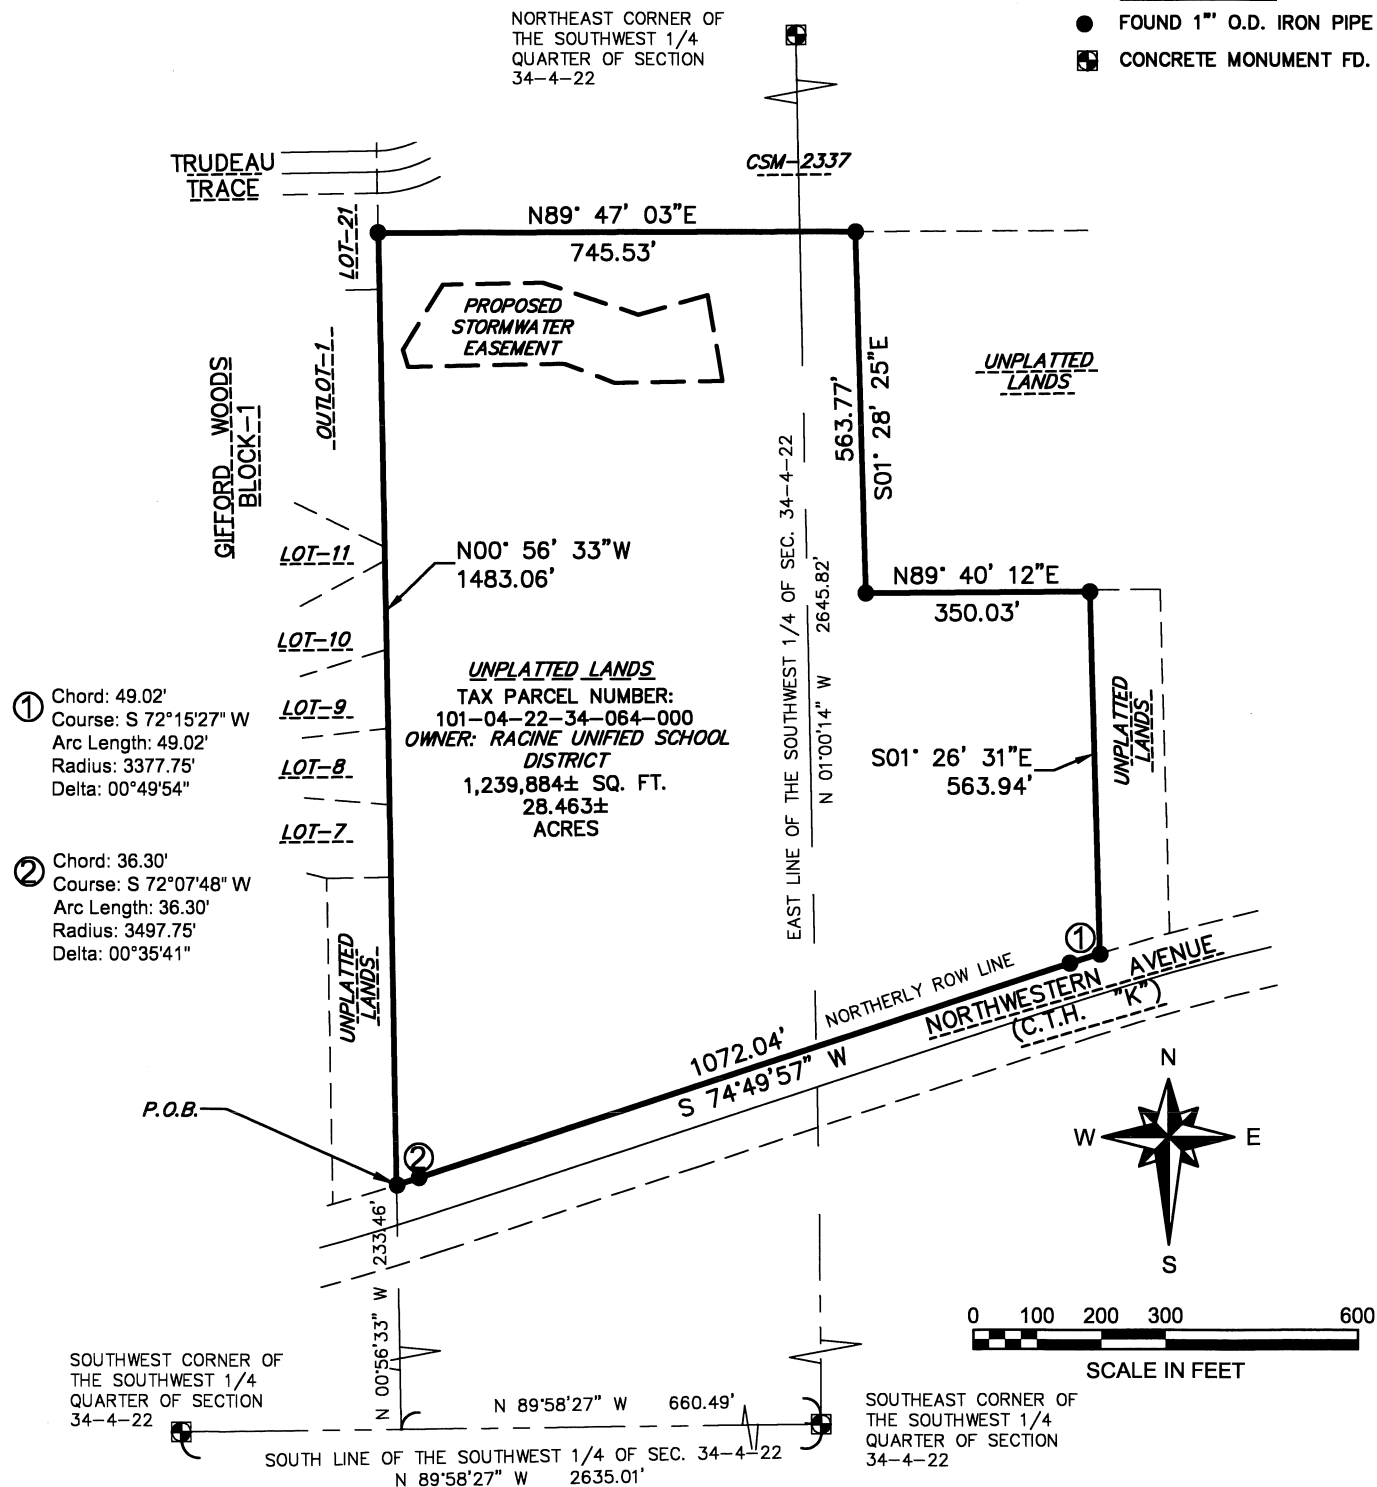 NORTHEAST CORNER OF
THE SOUTHWEST 1/4
QUARTER OF SECTION
34-4-22
FOUND 1"' O.D. IRON PIPE
CONCRETE MONUMENT FD.
TRUDEAU
TRACE
CSM-2337
LOT-21
N89° 47' 03"E
745.53'
PROPOSED
STORMWATER
EASEMENT
OUTLOT-1
GIFFORD WOODS
BLOCK-1
563.77'
S01° 28' 25"E
UNPLATTED
LANDS
EAST LINE OF THE SOUTHWEST 1/4 OF SEC. 34-4-22
N 01°00'14" W 2645.82'
LOT-11
N00° 56' 33"W
1483.06'
N89° 40' 12"E
350.03'
LOT-10
UNPLATTED LANDS
TAX PARCEL NUMBER:
101-04-22-34-064-000
OWNER: RACINE UNIFIED SCHOOL
DISTRICT
1,239,884± SQ. FT.
28.463±
ACRES
1
Chord: 49.02'
Course: S 72°15'27" W
Arc Length: 49.02'
Radius: 3377.75'
Delta: 00°49'54"
LOT-9
LOT-8
LOT-7
S01° 26' 31"E
563.94'
UNPLATTED
LANDS
2
Chord: 36.30'
Course: S 72°07'48" W
Arc Length: 36.30'
Radius: 3497.75'
Delta: 00°35'41"
UNPLATTED
LANDS
1
NORTHERLY ROW LINE
NORTHWESTERN AVENUE
(C.T.H. "K")
1072.04'
S 74°49'57" W
P.O.B.
2
N
W
E
S
N 00°56'33" W 233.46'
0 100 200 300 600
SCALE IN FEET
SOUTHWEST CORNER OF
THE SOUTHWEST 1/4
QUARTER OF SECTION
34-4-22
N 89°58'27" W 660.49'
SOUTH LINE OF THE SOUTHWEST 1/4 OF SEC. 34-4-22
N 89°58'27" W 2635.01'
SOUTHEAST CORNER OF
THE SOUTHWEST 1/4
QUARTER OF SECTION
34-4-22